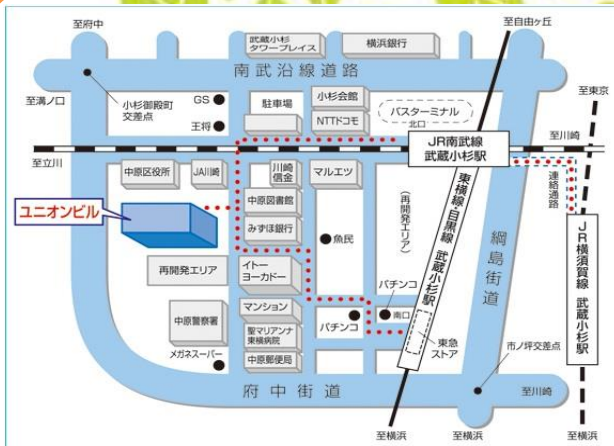 至府中
武蔵小杉
タワープレイス
横浜銀行
至自由ヶ丘
南武沿線道路
至東京
至溝ノ口
小杉御殿町
交差点
GS
王将
駐車場
小杉会館
NTTドコモ
バスターミナル
北口
JR南武線
武蔵小杉駅
至川崎
至立川
中原区役所
JA川崎
川崎
信金
マルエツ
連絡通路
ユニオンビル
中原図書館
みずほ銀行
魚民
(再開発エリア)
東横線・目黒線 武蔵小杉駅
綱島街道
JR横須賀線 武蔵小杉駅
再開発エリア
イトー
ヨーカドー
パチンコ
マンション
中原警察署
聖マリアンナ
東横病院
パチンコ
南口
東急
ストア
市ノ坪交差点
メガネスーパー
中原郵便局
府中街道
至川崎
至横浜
至横浜
至横浜